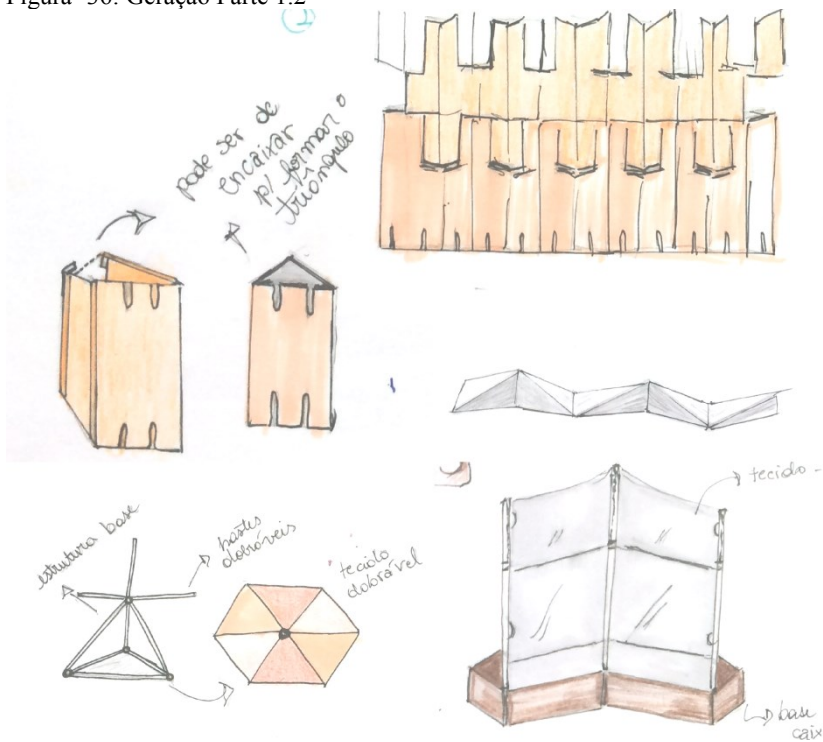 Figura 30: Geração Parte 1.2
(2)
pode ser de
encaixar
p/ formar o
triângulo
tecido
estrutura base
hastes
dobráveis
tecido
dobrável
base
caix